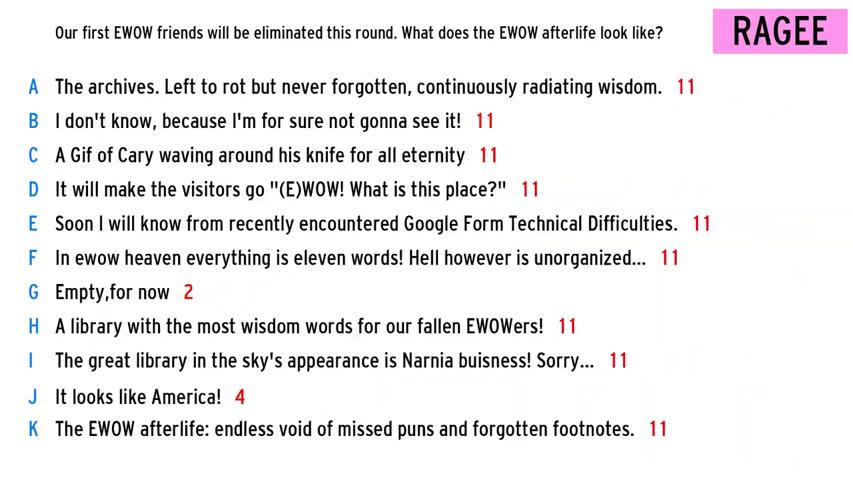 Our first EWOW friends will be eliminated this round. What does the EWOW afterlife look like?
RAGEE
A The archives. Left to rot but never forgotten, continuously radiating wisdom. 11
B I don't know, because I'm for sure not gonna see it! 11
C A Gif of Cary waving around his knife for all eternity 11
D It will make the visitors go "(E)WOW! What is this place?" 11
E Soon I will know from recently encountered Google Form Technical Difficulties. 11
F In ewow heaven everything is eleven words! Hell however is unorganized... 11
G Empty,for now 2
H A library with the most wisdom words for our fallen EWOWers! 11
I The great library in the sky's appearance is Narnia buisness! Sorry... 11
J It looks like America! 4
K The EWOW afterlife: endless void of missed puns and forgotten footnotes. 11